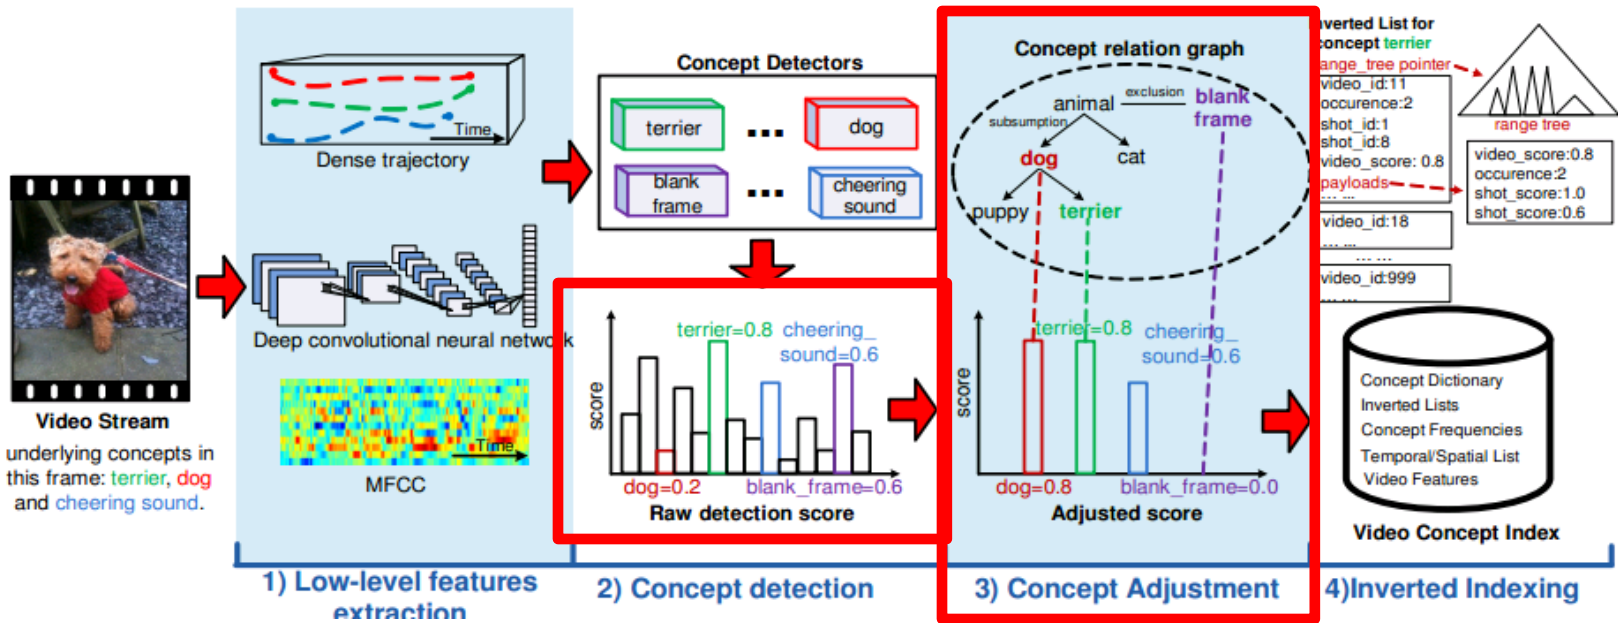 Video Stream
underlying concepts in
this frame: terrier, dog
and cheering sound.
Time
Dense trajectory
Deep convolutional neural network
Time
MFCC
1) Low-level features
extraction
Concept Detectors
terrier
...
dog
blank
frame
...
cheering
sound
score
terrier=0.8
cheering_
sound=0.6
dog=0.2
blank_frame=0.6
Raw detection score
2) Concept detection
Concept relation graph
animal
exclusion
blank
frame
subsumption
dog
cat
puppy
terrier
score
terrier=0.8
cheering_
sound=0.6
dog=0.8
blank_frame=0.0
Adjusted score
3) Concept Adjustment
nverted List for
concept terrier
ange_tree pointer
video_id:11
occurence:2
shot_id:1
shot_id:8
video_score: 0.8
payloads
... ...
range tree
video_score:0.8
occurence:2
shot_score:1.0
shot_score:0.6
video_id:18
... ...
... ...
video_id:999
... ...
Concept Dictionary
Inverted Lists
Concept Frequencies
Temporal/Spatial List
Video Features
Video Concept Index
4)Inverted Indexing